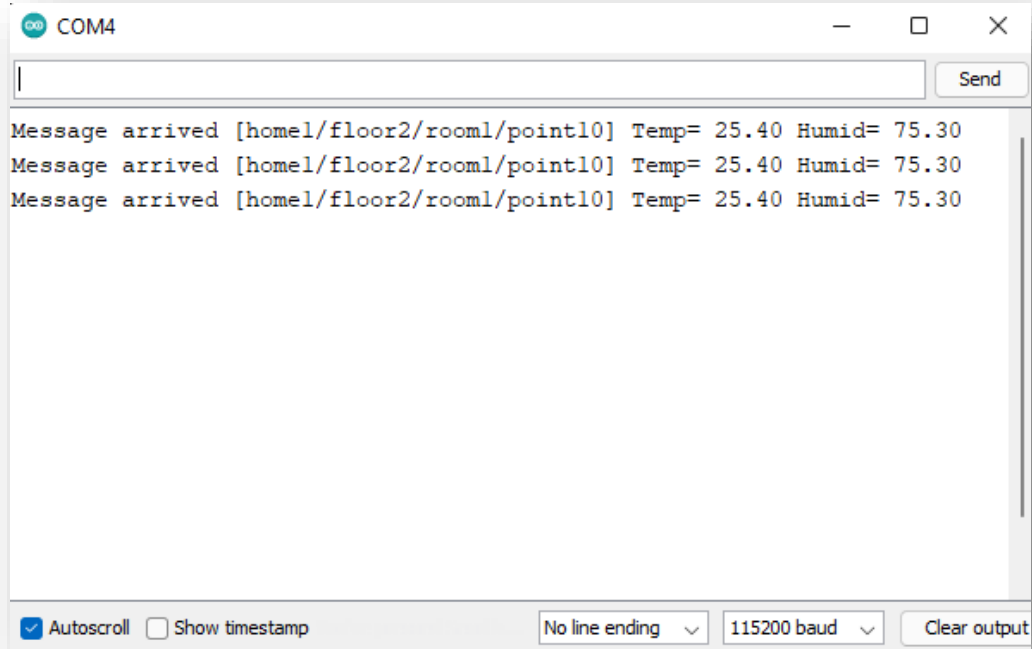 COM4
Send
Message arrived [home1/floor2/room1/point10] Temp= 25.40 Humid= 75.30
Message arrived [home1/floor2/room1/point10] Temp= 25.40 Humid= 75.30
Message arrived [home1/floor2/room1/point10] Temp= 25.40 Humid= 75.30
Autoscroll Show timestamp No line ending 115200 baud Clear output